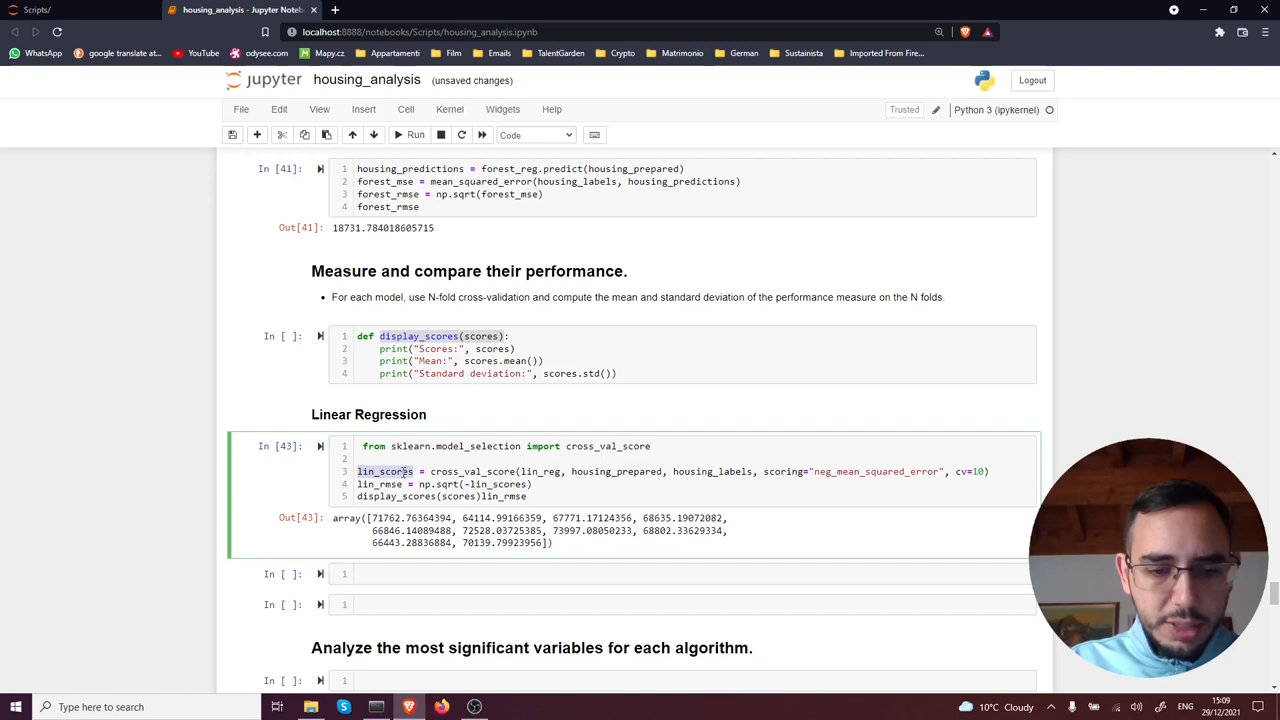 Scripts/
housing_analysis - Jupyter Noteb
localhost:8888/notebooks/Scripts/housing_analysis.ipynb
WhatsApp google translate at... YouTube odysee.com Mapy.cz Appartamenti Film Emails TalentGarden Crypto Matrimonio German Sustainista Imported From Fire...
jupyter housing_analysis (unsaved changes) Logout
File Edit View Insert Cell Kernel Widgets Help Trusted Python 3 (ipykernel)
Run Code
In [41]: 1 housing_predictions = forest_reg.predict(housing_prepared)
2 forest_mse = mean_squared_error(housing_labels, housing_predictions)
3 forest_rmse = np.sqrt(forest_mse)
4 forest_rmse
Out[41]: 18731.784018605715
Measure and compare their performance.
• For each model, use N-fold cross-validation and compute the mean and standard deviation of the performance measure on the N folds.
In [ ]: 1 def display_scores(scores):
2 print("Scores:", scores)
3 print("Mean:", scores.mean())
4 print("Standard deviation:", scores.std())
Linear Regression
In [43]: 1 from sklearn.model_selection import cross_val_score
2
3 lin_scores = cross_val_score(lin_reg, housing_prepared, housing_labels, scoring="neg_mean_squared_error", cv=10)
4 lin_rmse = np.sqrt(-lin_scores)
5 display_scores(scores)lin_rmse
Out[43]: array([71762.76364394, 64114.99166359, 67771.17124356, 68635.19072082,
66846.14089488, 72528.03725385, 73997.08050233, 68802.33629334,
66443.28836884, 70139.79923956])
In [ ]: 1
In [ ]: 1
Analyze the most significant variables for each algorithm.
In [ ]: 1
Type here to search
10°C Cloudy
ENG
15:09
29/12/2021